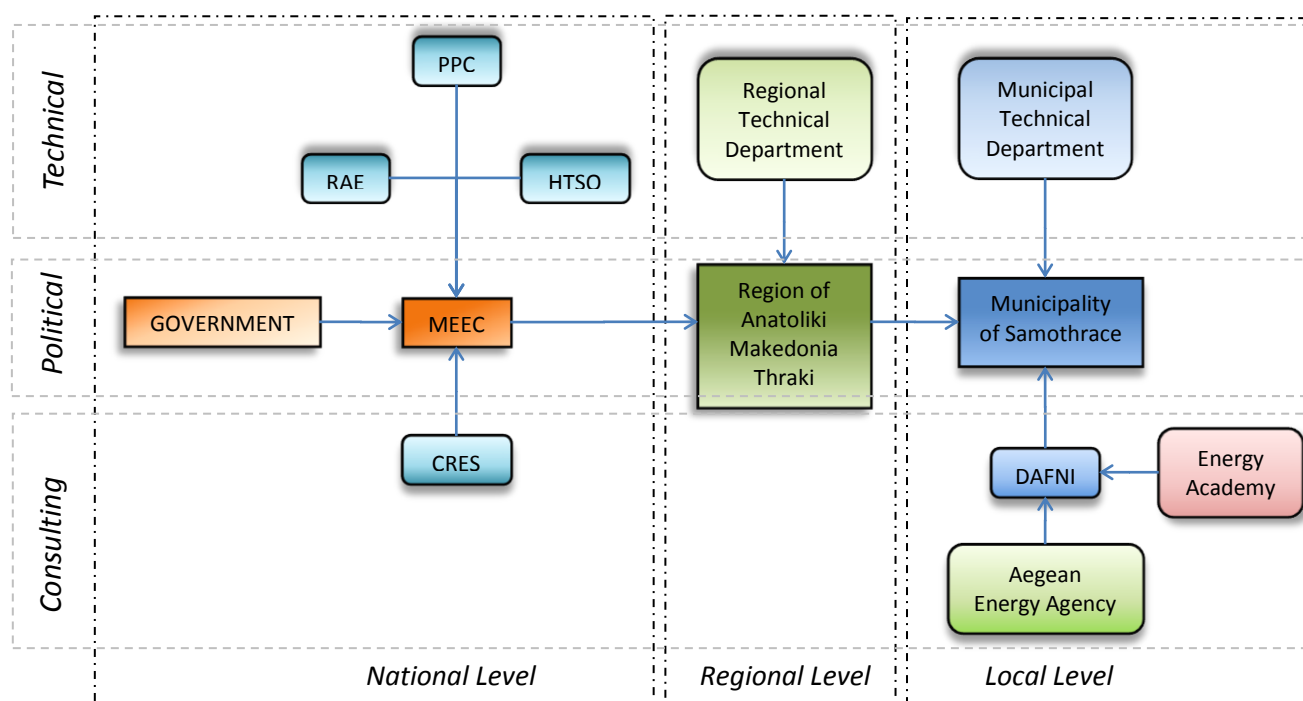 Technical
PPC
RAE
HTSO
Regional
Technical
Department
Municipal
Technical
Department
Political
GOVERNMENT
MEEC
Region of
Anatoliki
Makedonia
Thraki
Municipality
of Samothrace
Consulting
CRES
DAFNI
Energy
Academy
Aegean
Energy Agency
National Level
Regional Level
Local Level